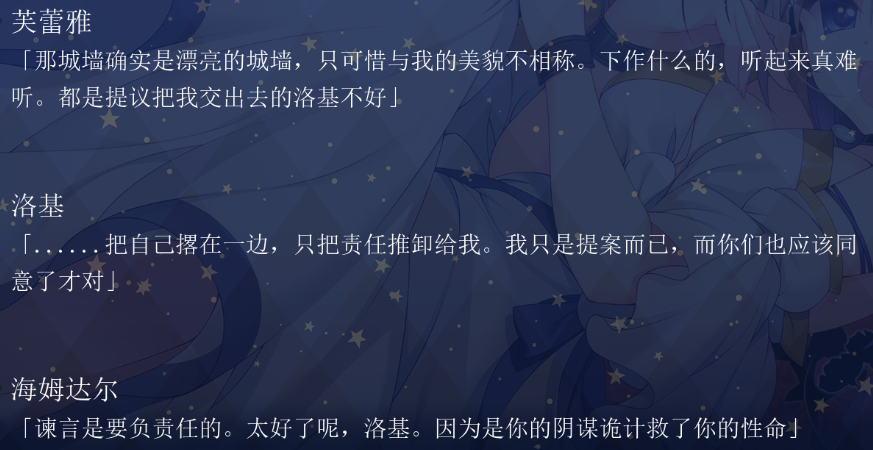 芙蕾雅
「那城墙确实是漂亮的城墙，只可惜与我的美貌不相称。下作什么的，听起来真难
听。都是提议把我交出去的洛基不好」
洛基
「......把自己撂在一边，只把责任推卸给我。我只是提案而已，而你们也应该同
意了才对」
海姆达尔
「谏言是要负责任的。太好了呢，洛基。因为是你的阴谋诡计救了你的性命」